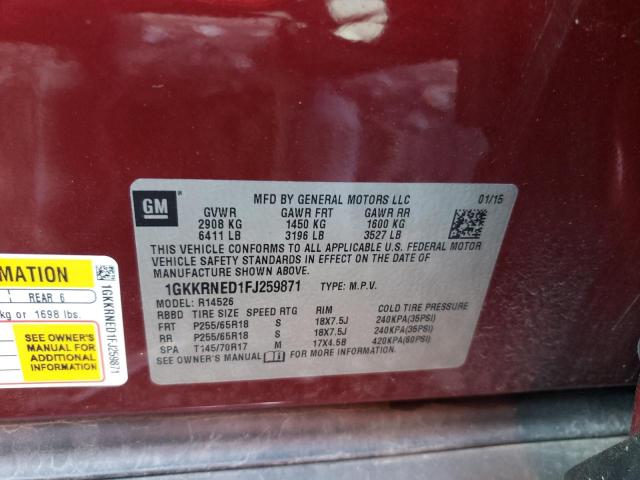 GM
MFD BY GENERAL MOTORS LLC 01/15
GVWR GAWR FRT GAWR RR
2908 KG 1450 KG 1600 KG
6411 LB 3196 LB 3527 LB
THIS VEHICLE CONFORMS TO ALL APPLICABLE U.S. FEDERAL MOTOR
VEHICLE SAFETY STANDARDS IN EFFECT ON THE DATE OF
MANUFACTURE SHOWN ABOVE.
1GKKRNED1FJ259871 TYPE: M.P.V.
MODEL: R14526
RBBD TIRE SIZE SPEED RTG RIM COLD TIRE PRESSURE
FRT P255/65R18 S 18X7.5J 240KPA(35PSI)
RR P255/65R18 S 18X7.5J 240KPA(35PSI)
SPA T145/70R17 M 17X4.5B 420KPA(60PSI)
SEE OWNER'S MANUAL FOR MORE INFORMATION.
MATION
REAR 6
kg or 1698 lbs.
SEE OWNER'S
MANUAL FOR
ADDITIONAL
INFORMATION
1GKKRNED1FJ259871